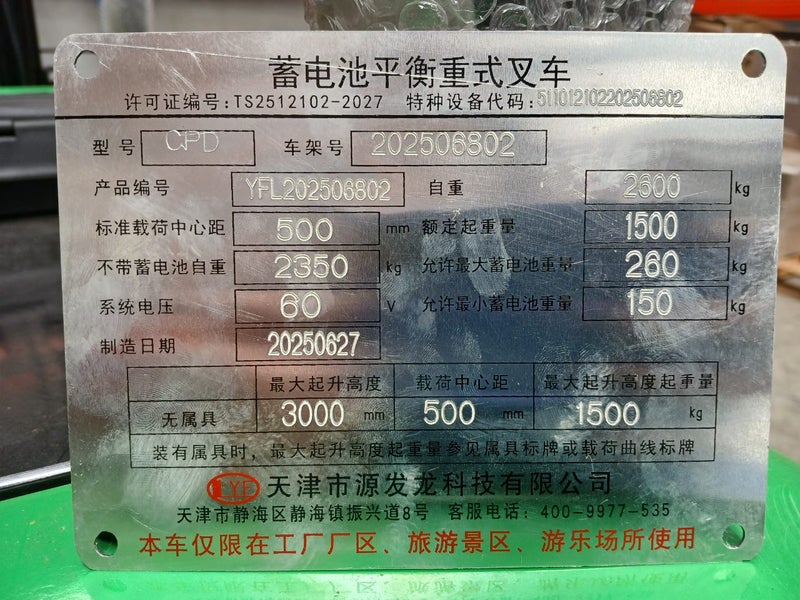 蓄电池平衡重式叉车
许可证编号:TS2512102-2027 特种设备代码:511012102202506802
型号 CPD 车架号 202506802
产品编号 YFL202506802 自重 2600 kg
标准载荷中心距 500 mm 额定起重量 1500 kg
不带蓄电池自重 2350 kg 允许最大蓄电池重量 260 kg
系统电压 60 V 允许最小蓄电池重量 150 kg
制造日期 20250627
最大起升高度 载荷中心距 最大起升高度起重量
无属具 3000 mm 500 mm 1500 kg
装有属具时，最大起升高度起重量参见属具标牌或载荷曲线标牌
天津市源发龙科技有限公司
天津市静海区静海镇振兴道8号 客服电话：400-9977-535
本车仅限在工厂厂区、旅游景区、游乐场所使用